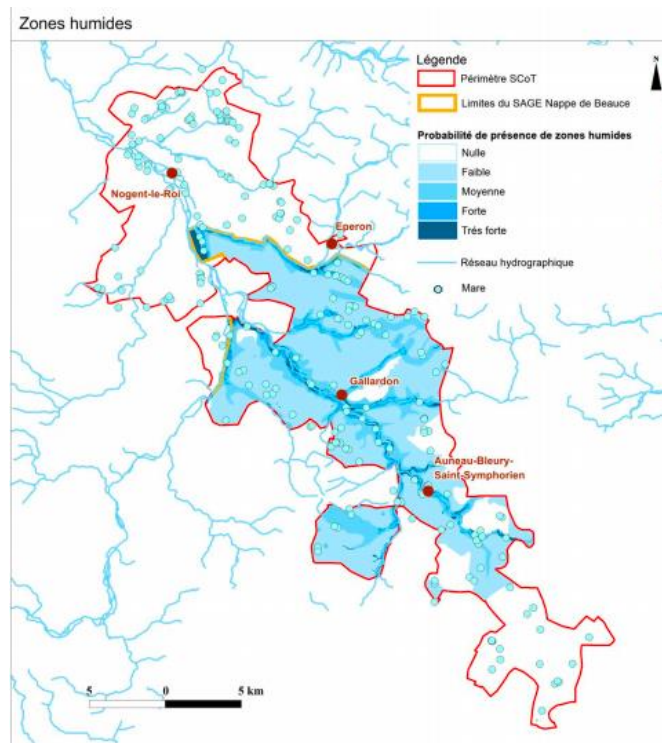 Zones humides
Légende
N
Périmètre SCoT
Limites du SAGE Nappe de Beauce
Probabilité de présence de zones humides
Nulle
Faible
Moyenne
Forte
Trés forte
Réseau hydrographique
Mare
Nogent-le-Roi
Eperon
Gallardon
Auneau-Bleury-
Saint-Symphorien
5 0 5 km